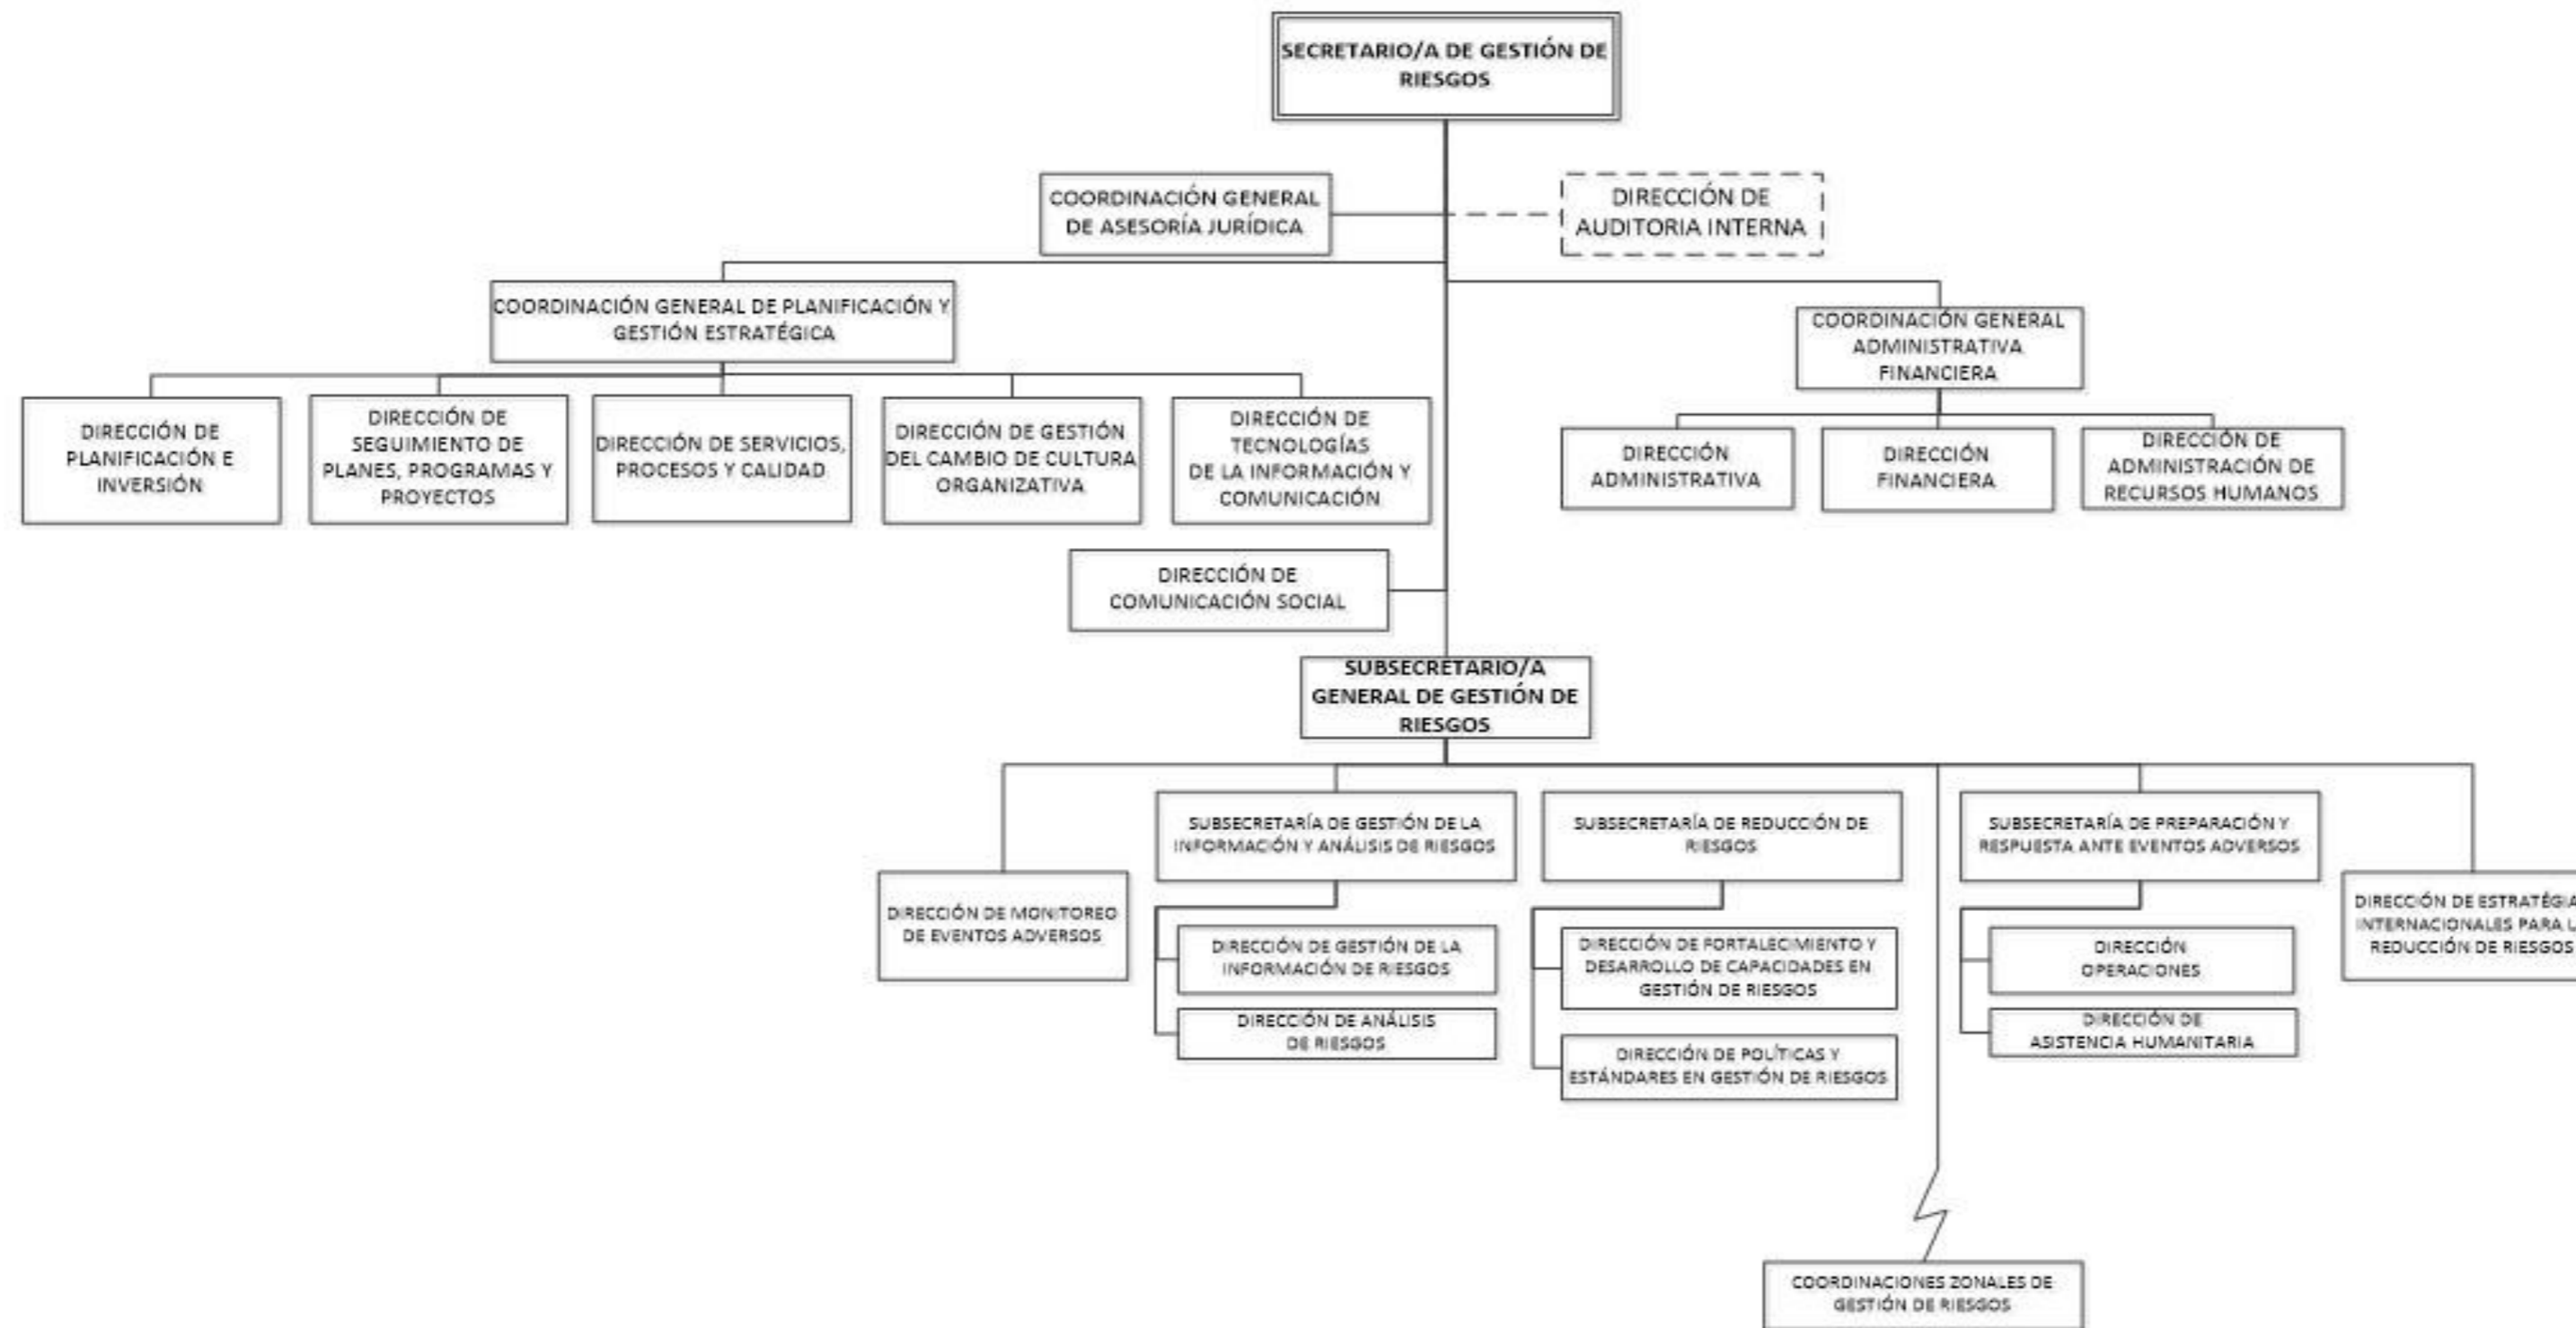 SECRETARIO/A DE GESTIÓN DE
RIESGOS
COORDINACIÓN GENERAL
DE ASESORÍA JURÍDICA
DIRECCIÓN DE
AUDITORIA INTERNA
COORDINACIÓN GENERAL DE PLANIFICACIÓN Y
GESTIÓN ESTRATÉGICA
COORDINACIÓN GENERAL
ADMINISTRATIVA
FINANCIERA
DIRECCIÓN DE
PLANIFICACIÓN E
INVERSIÓN
DIRECCIÓN DE
SEGUIMIENTO DE
PLANES, PROGRAMAS Y
PROYECTOS
DIRECCIÓN DE SERVICIOS,
PROCESOS Y CALIDAD
DIRECCIÓN DE GESTIÓN
DEL CAMBIO DE CULTURA
ORGANIZATIVA
DIRECCIÓN DE
TECNOLOGÍAS
DE LA INFORMACIÓN Y
COMUNICACIÓN
DIRECCIÓN
ADMINISTRATIVA
DIRECCIÓN
FINANCIERA
DIRECCIÓN DE
ADMINISTRACIÓN DE
RECURSOS HUMANOS
DIRECCIÓN DE
COMUNICACIÓN SOCIAL
SUBSECRETARIO/A
GENERAL DE GESTIÓN DE
RIESGOS
DIRECCIÓN DE MONITOREO
DE EVENTOS ADVERSOS
SUBSECRETARÍA DE GESTIÓN DE LA
INFORMACIÓN Y ANÁLISIS DE RIESGOS
DIRECCIÓN DE GESTIÓN DE LA
INFORMACIÓN DE RIESGOS
DIRECCIÓN DE ANÁLISIS
DE RIESGOS
SUBSECRETARÍA DE REDUCCIÓN DE
RIESGOS
DIRECCIÓN DE FORTALECIMIENTO Y
DESARROLLO DE CAPACIDADES EN
GESTIÓN DE RIESGOS
DIRECCIÓN DE POLÍTICAS Y
ESTÁNDARES EN GESTIÓN DE RIESGOS
SUBSECRETARÍA DE PREPARACIÓN Y
RESPUESTA ANTE EVENTOS ADVERSOS
DIRECCIÓN
OPERACIONES
DIRECCIÓN DE
ASISTENCIA HUMANITARIA
DIRECCIÓN DE
INTERNACIONALES PARA
REDUCCIÓN DE RIESGOS
COORDINACIONES ZONALES DE
GESTIÓN DE RIESGOS